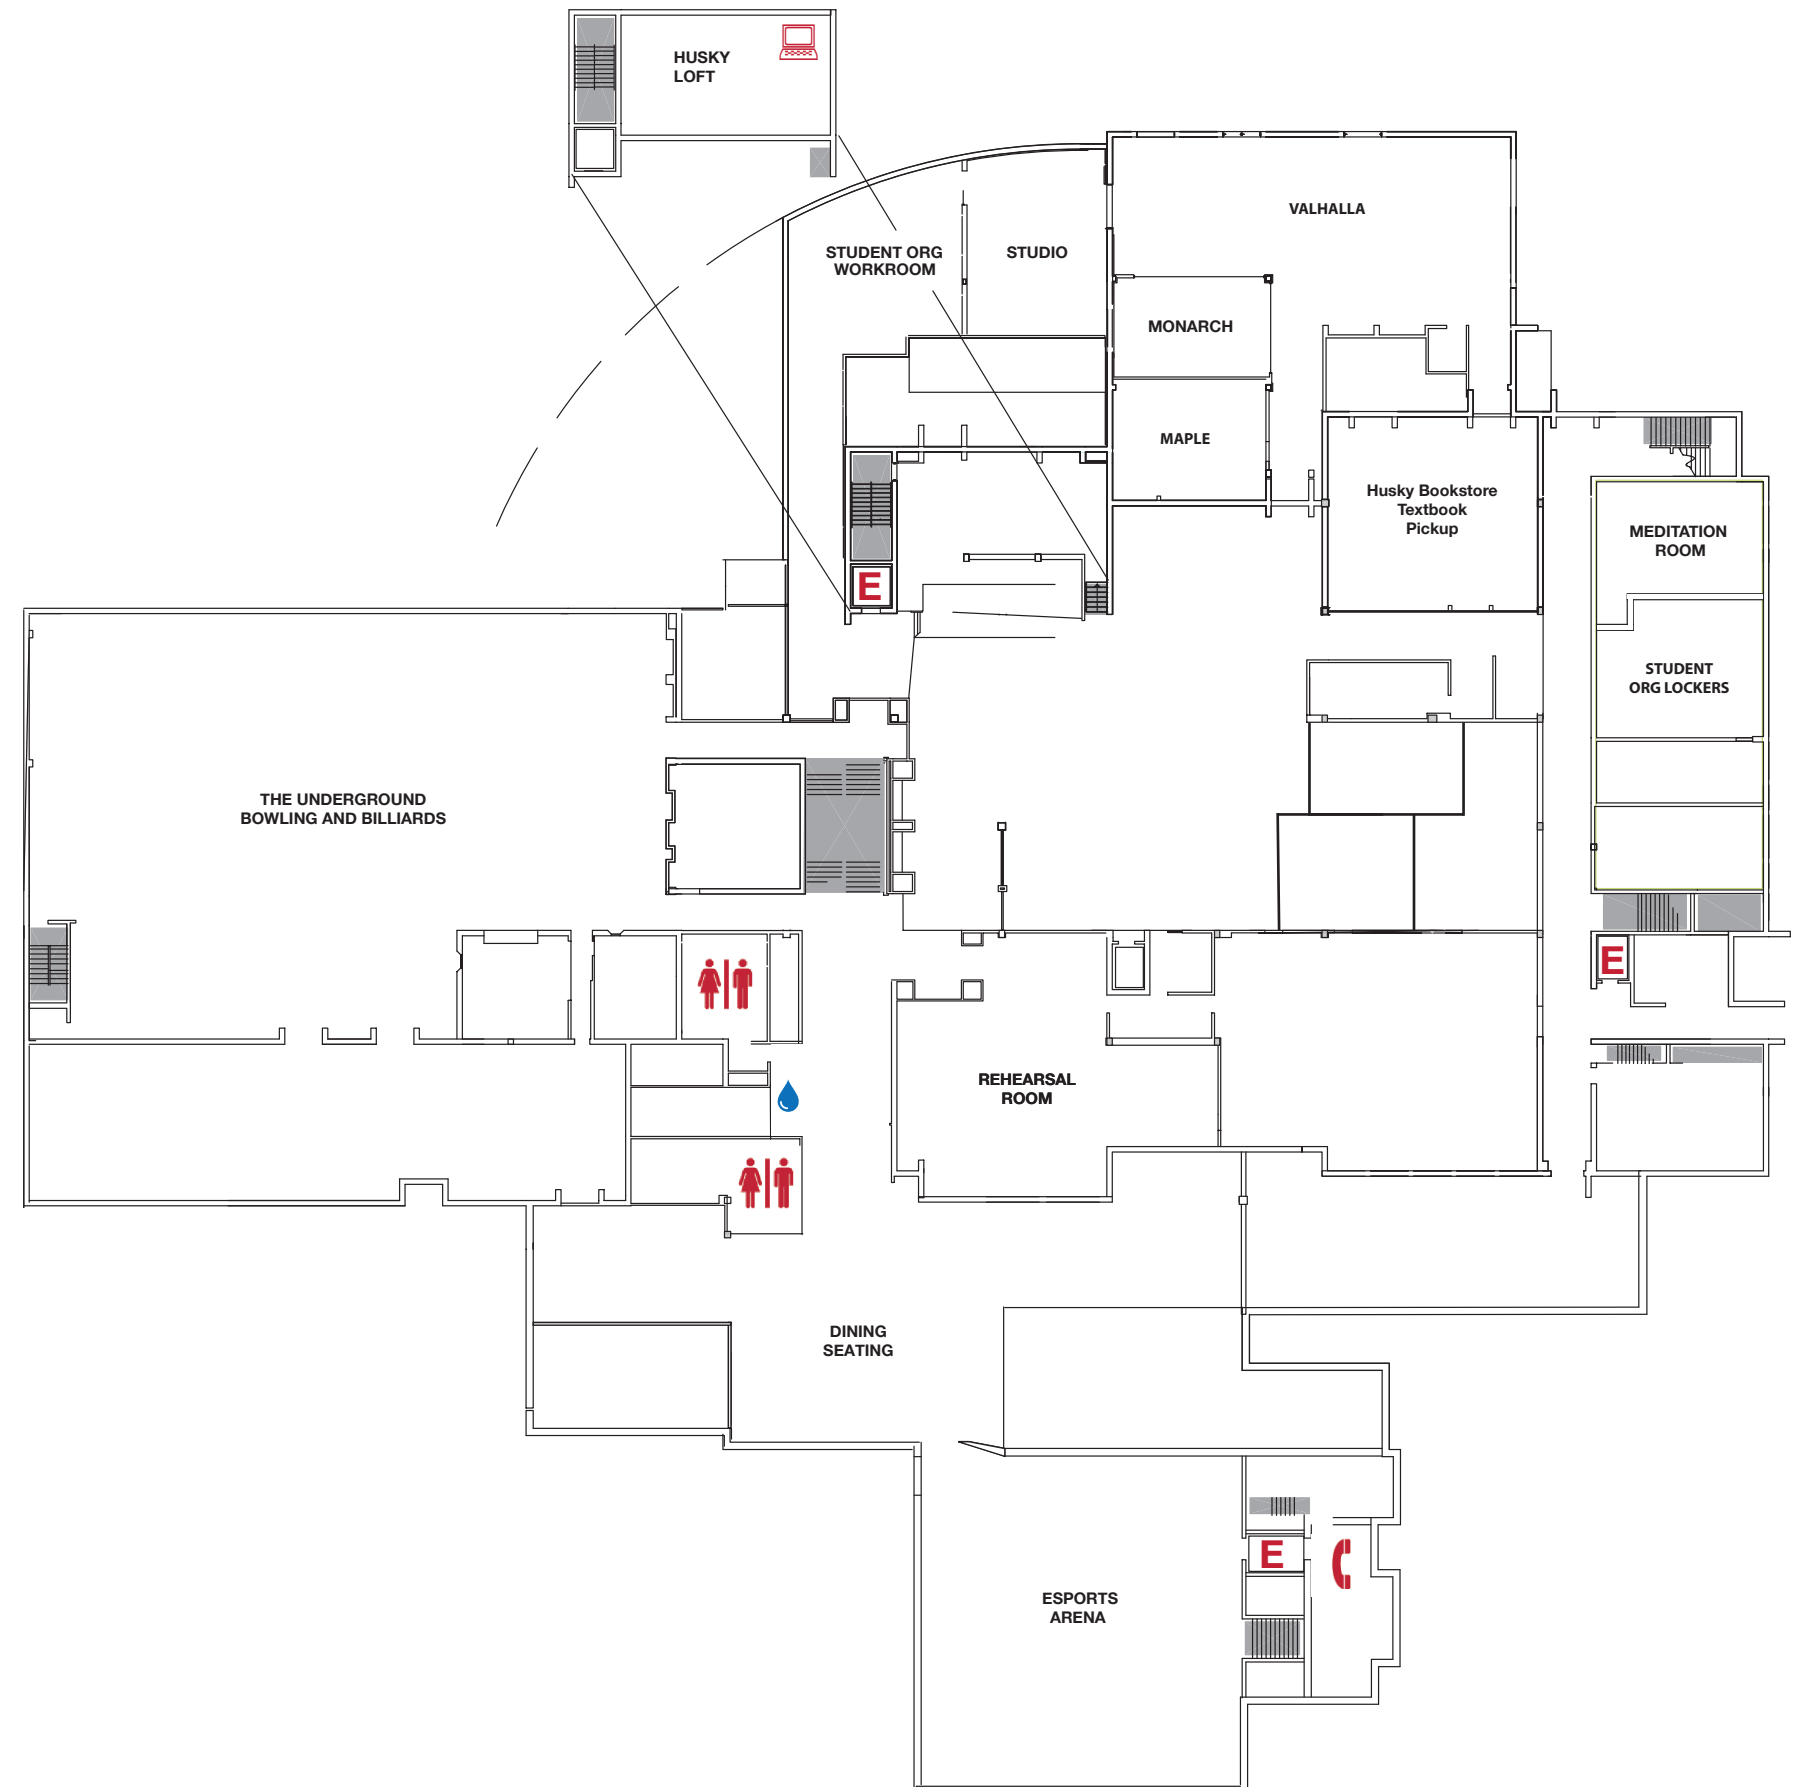 HUSKY
LOFT
VALHALLA
STUDENT ORG
WORKROOM
STUDIO
MONARCH
MAPLE
Husky Bookstore
Textbook
Pickup
MEDITATION
ROOM
E
STUDENT
ORG LOCKERS
THE UNDERGROUND
BOWLING AND BILLIARDS
E
REHEARSAL
ROOM
DINING
SEATING
E
ESPORTS
ARENA